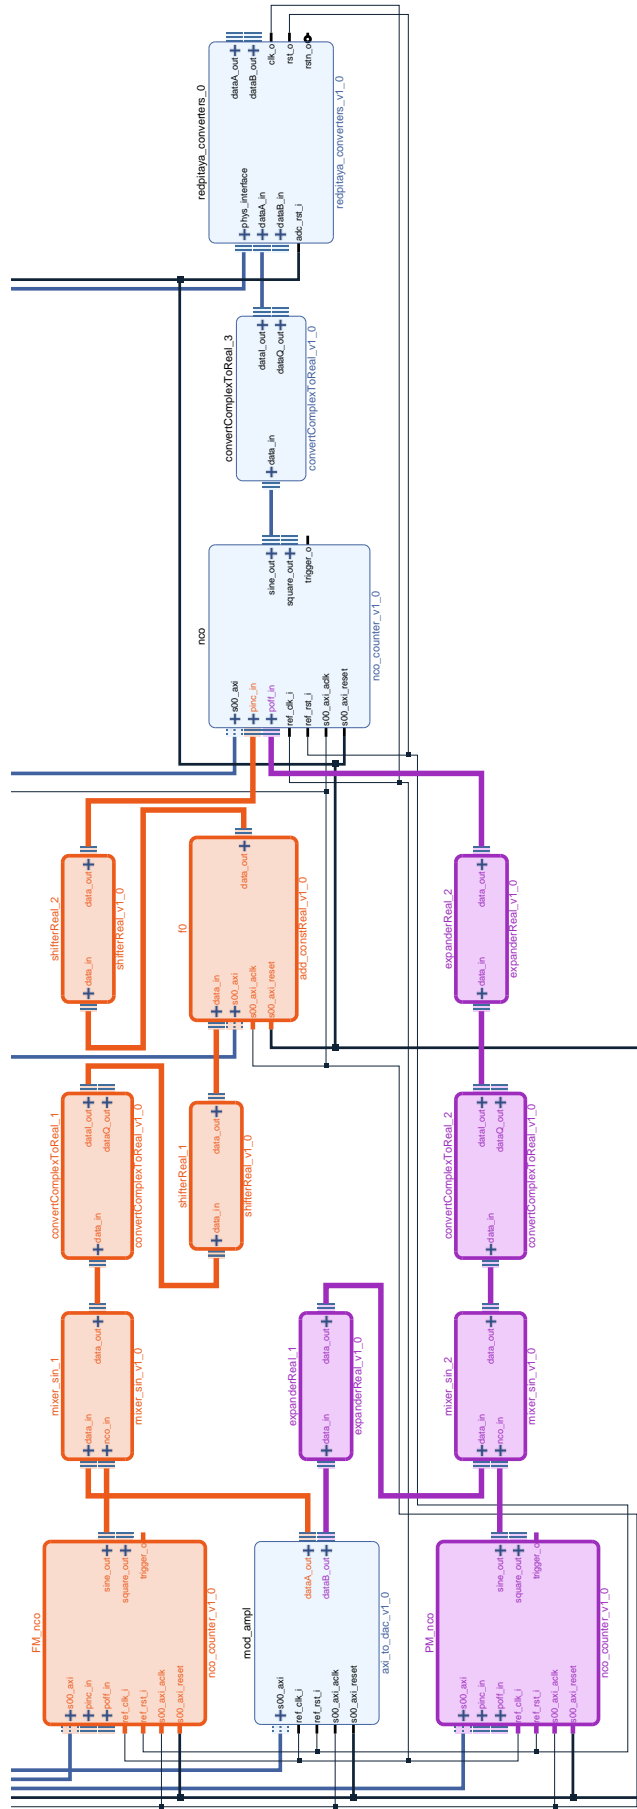 redpitaya_converters_0
phys_interface
dataA_in
dataB_in
adc_rst_i
dataA_out
dataB_out
clk_o
rst_o
rstn_o
redpitaya_converters_v1_0
convertComplexToReal_3
data_in
dataI_out
dataQ_out
convertComplexToReal_v1_0
nco
s00_axi
pinc_in
poff_in
ref_clk_i
ref_rst_i
s00_axi_aclk
s00_axi_reset
sine_out
square_out
trigger_o
nco_counter_v1_0
shifterReal_2
data_in
data_out
shifterReal_v1_0
f0
data_in
s00_axi
s00_axi_aclk
s00_axi_reset
data_out
add_constReal_v1_0
expanderReal_2
data_in
data_out
expanderReal_v1_0
convertComplexToReal_1
data_in
dataI_out
dataQ_out
convertComplexToReal_v1_0
shifterReal_1
data_in
data_out
shifterReal_v1_0
convertComplexToReal_2
data_in
dataI_out
dataQ_out
convertComplexToReal_v1_0
mixer_sin_1
data_in
nco_in
data_out
mixer_sin_v1_0
expanderReal_1
data_in
data_out
expanderReal_v1_0
mixer_sin_2
data_in
nco_in
data_out
mixer_sin_v1_0
FM_nco
s00_axi
pinc_in
poff_in
ref_clk_i
ref_rst_i
s00_axi_aclk
s00_axi_reset
sine_out
square_out
trigger_o
nco_counter_v1_0
mod_ampl
s00_axi
ref_clk_i
ref_rst_i
s00_axi_aclk
s00_axi_reset
dataA_out
dataB_out
axi_to_dac_v1_0
PM_nco
s00_axi
pinc_in
poff_in
ref_clk_i
ref_rst_i
s00_axi_aclk
s00_axi_reset
sine_out
square_out
trigger_o
nco_counter_v1_0